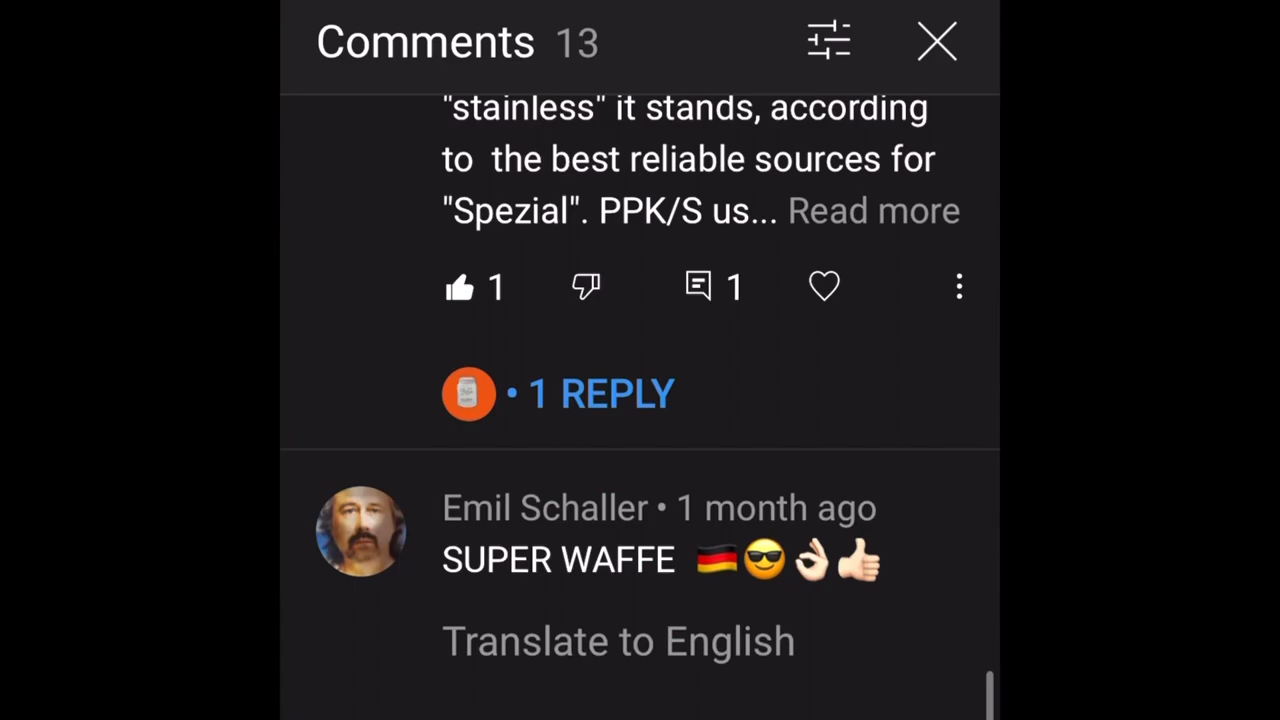 Comments 13
"stainless" it stands, according
to  the best reliable sources for
"Spezial". PPK/S us... Read more
1 1
• 1 REPLY
Emil Schaller • 1 month ago
SUPER WAFFE 🇩🇪😎👌🏻👍🏻
Translate to English